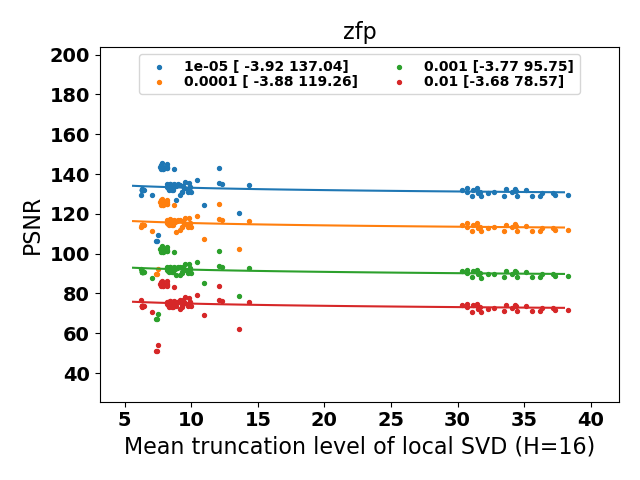 zfp
1e-05 [ -3.92 137.04]
0.0001 [ -3.88 119.26]
0.001 [-3.77 95.75]
0.01 [-3.68 78.57]
PSNR
200
180
160
140
120
100
80
60
40
5 10 15 20 25 30 35 40
Mean truncation level of local SVD (H=16)